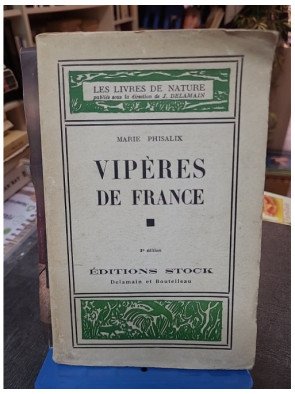 LES LIVRES DE NATURE
publiés sous la direction de J. DELAMAIN
MARIE PHISALIX
VIPÈRES
DE FRANCE
3e édition
ÉDITIONS STOCK
Delamain et Boutelleau